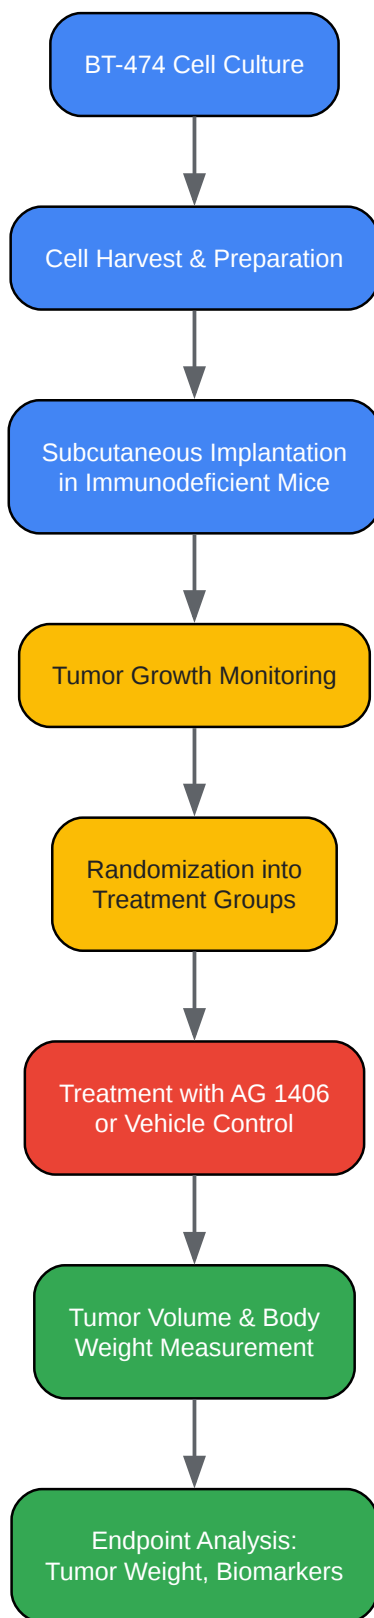 BT-474 Cell Culture
Cell Harvest & Preparation
Subcutaneous Implantation
in Immunodeficient Mice
Tumor Growth Monitoring
Randomization into
Treatment Groups
Treatment with AG 1406
or Vehicle Control
Tumor Volume & Body
Weight Measurement
Endpoint Analysis:
Tumor Weight, Biomarkers